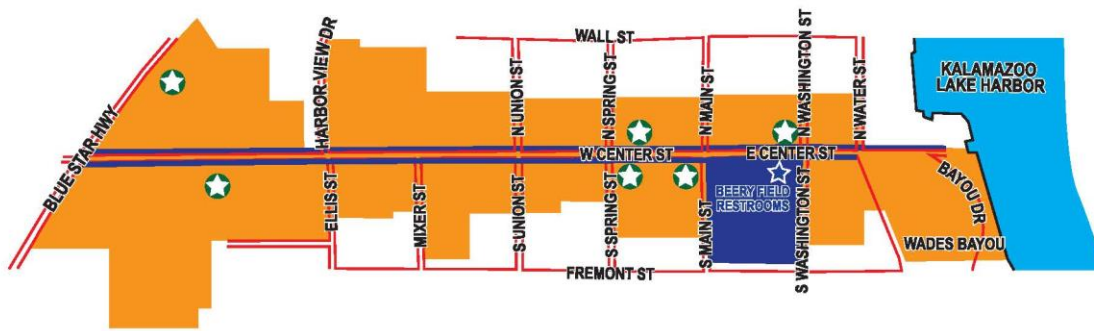 WALL ST
KALAMAZOO
LAKE HARBOR
BLUE STAR HWY
HARBOR VIEW DR
N UNION ST
N SPRING ST
N MAIN ST
N WASHINGTON ST
N WATER ST
W CENTER ST
E CENTER ST
ELLIS ST
MIXER ST
S UNION ST
S SPRING ST
S MAIN ST
BEERY FIELD
RESTROOMS
S WASHINGTON ST
BAYOU DR
WADES BAYOU
FREMONT ST